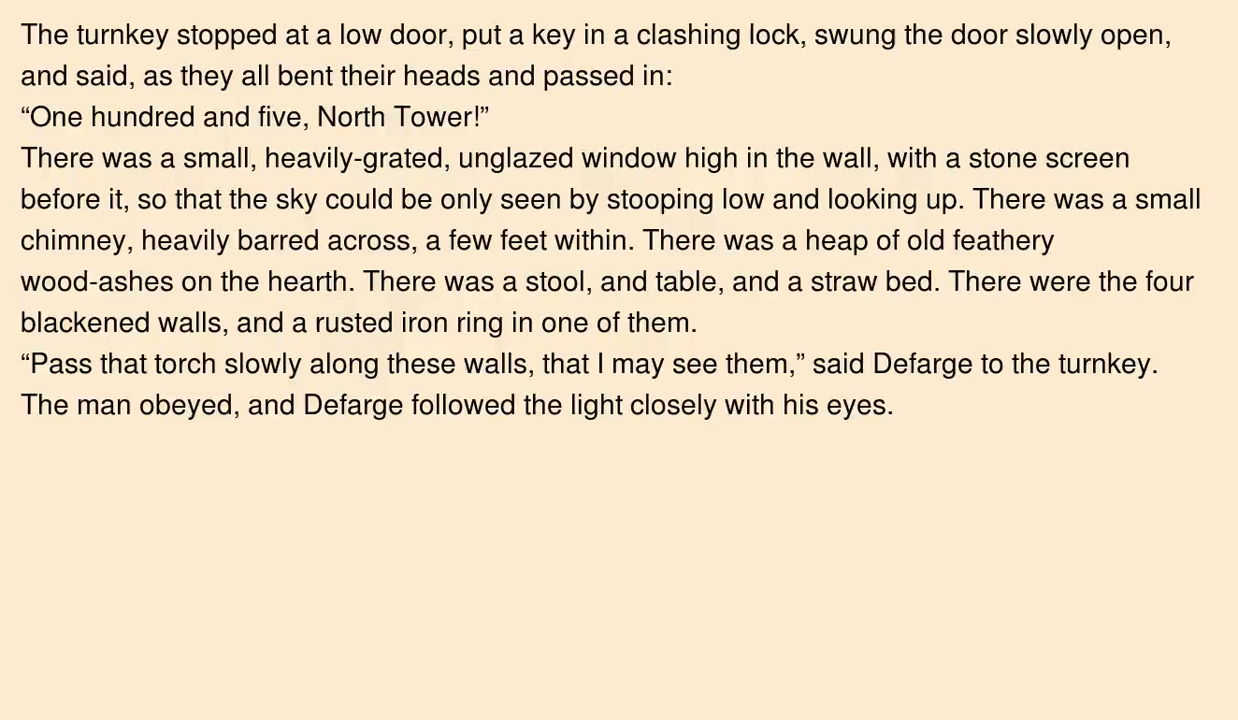 The turnkey stopped at a low door, put a key in a clashing lock, swung the door slowly open,
and said, as they all bent their heads and passed in:
“One hundred and five, North Tower!”
There was a small, heavily-grated, unglazed window high in the wall, with a stone screen
before it, so that the sky could be only seen by stooping low and looking up. There was a small
chimney, heavily barred across, a few feet within. There was a heap of old feathery
wood-ashes on the hearth. There was a stool, and table, and a straw bed. There were the four
blackened walls, and a rusted iron ring in one of them.
“Pass that torch slowly along these walls, that I may see them,” said Defarge to the turnkey.
The man obeyed, and Defarge followed the light closely with his eyes.